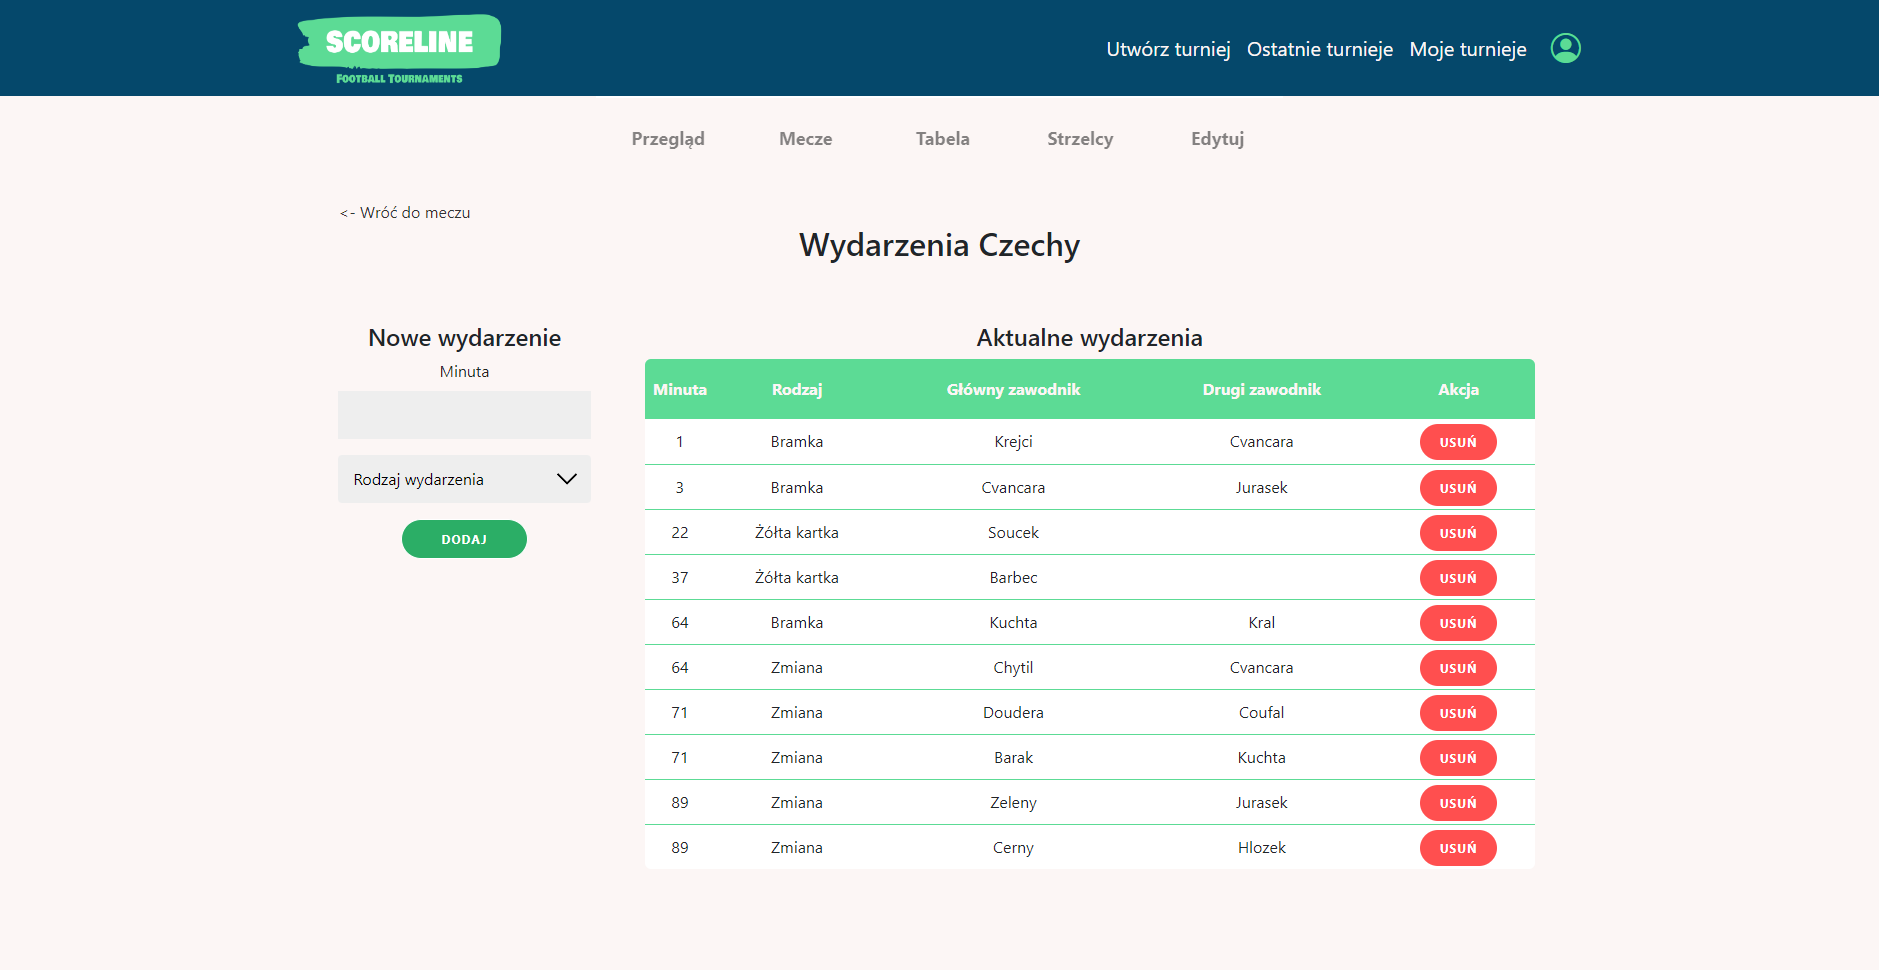 SCORELINE
FOOTBALL TOURNAMENTS
Utwórz turniej Ostatnie turnieje Moje turnieje
Przegląd Mecze Tabela Strzelcy Edytuj
<- Wróć do meczu
Wydarzenia Czechy
Nowe wydarzenie
Minuta
Rodzaj wydarzenia
DODAJ
Aktualne wydarzenia
Minuta Rodzaj Główny zawodnik Drugi zawodnik Akcja
1 Bramka Krejci Cvancara USUŃ
3 Bramka Cvancara Jurasek USUŃ
22 Żółta kartka Soucek USUŃ
37 Żółta kartka Barbec USUŃ
64 Bramka Kuchta Kral USUŃ
64 Zmiana Chytil Cvancara USUŃ
71 Zmiana Doudera Coufal USUŃ
71 Zmiana Barak Kuchta USUŃ
89 Zmiana Zeleny Jurasek USUŃ
89 Zmiana Cerny Hlozek USUŃ